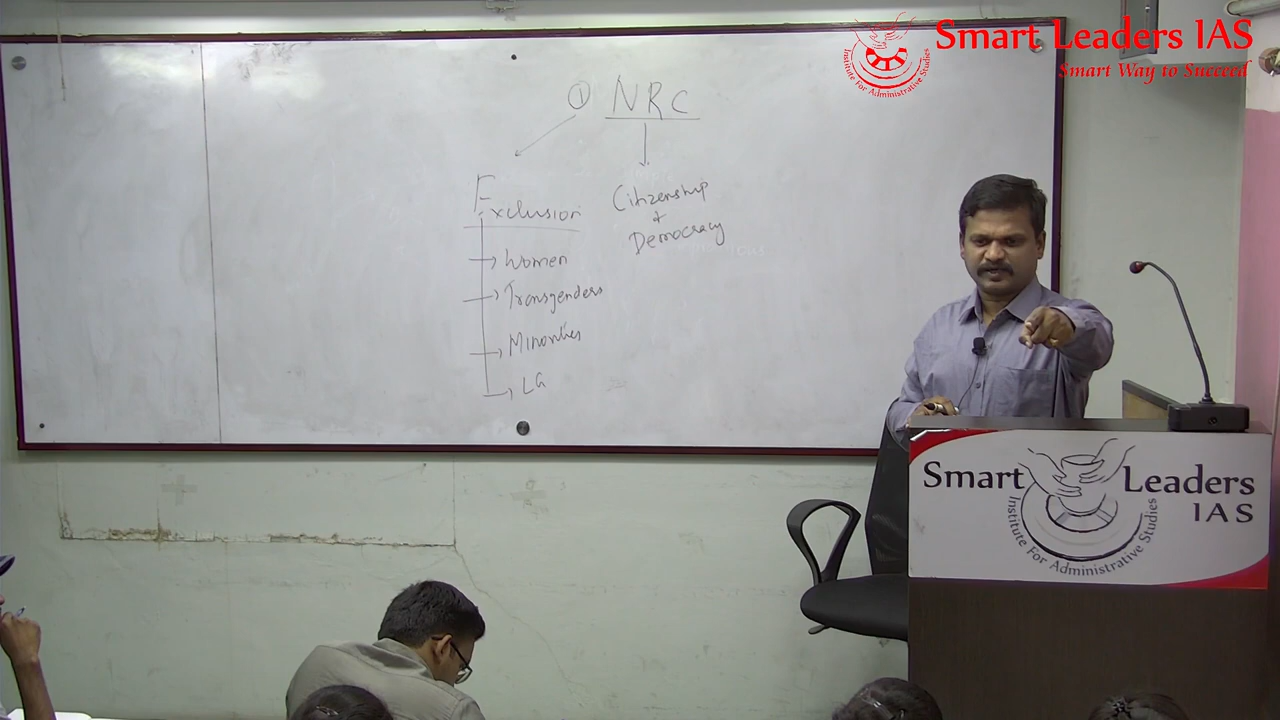 Smart Leaders IAS
Smart Way to Succeed
Institute For Administrative Studies
① NRC
Exclusion
Women
Transgenders
Minorities
LG
Citizenship
+
Democracy
Smart Leaders
IAS
Institute For Administrative Studies